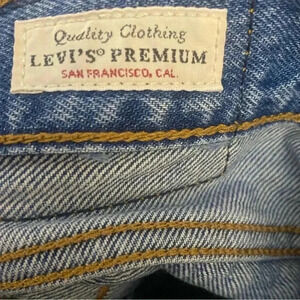 Quality Clothing
LEVI'S® PREMIUM
SAN FRANCISCO, CAL.